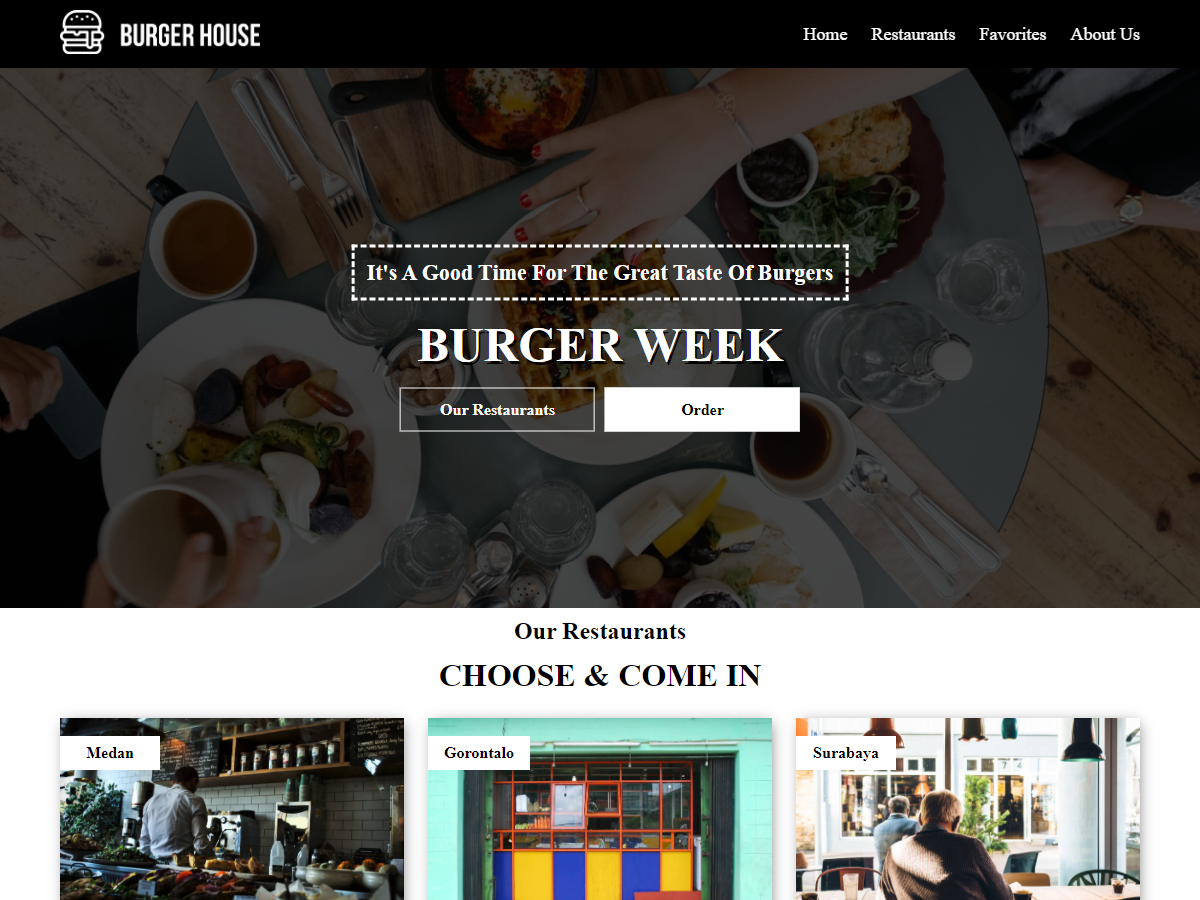 BURGER HOUSE
Home Restaurants Favorites About Us
It's A Good Time For The Great Taste Of Burgers
BURGER WEEK
Our Restaurants Order
Our Restaurants
CHOOSE & COME IN
Medan Gorontalo Surabaya